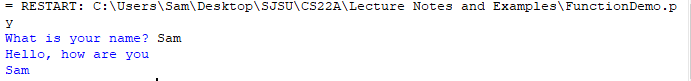 = RESTART: C:\Users\Sam\Desktop\SJSU\CS22A\Lecture Notes and Examples\FunctionDemo.p
y
What is your name? Sam
Hello, how are you
Sam